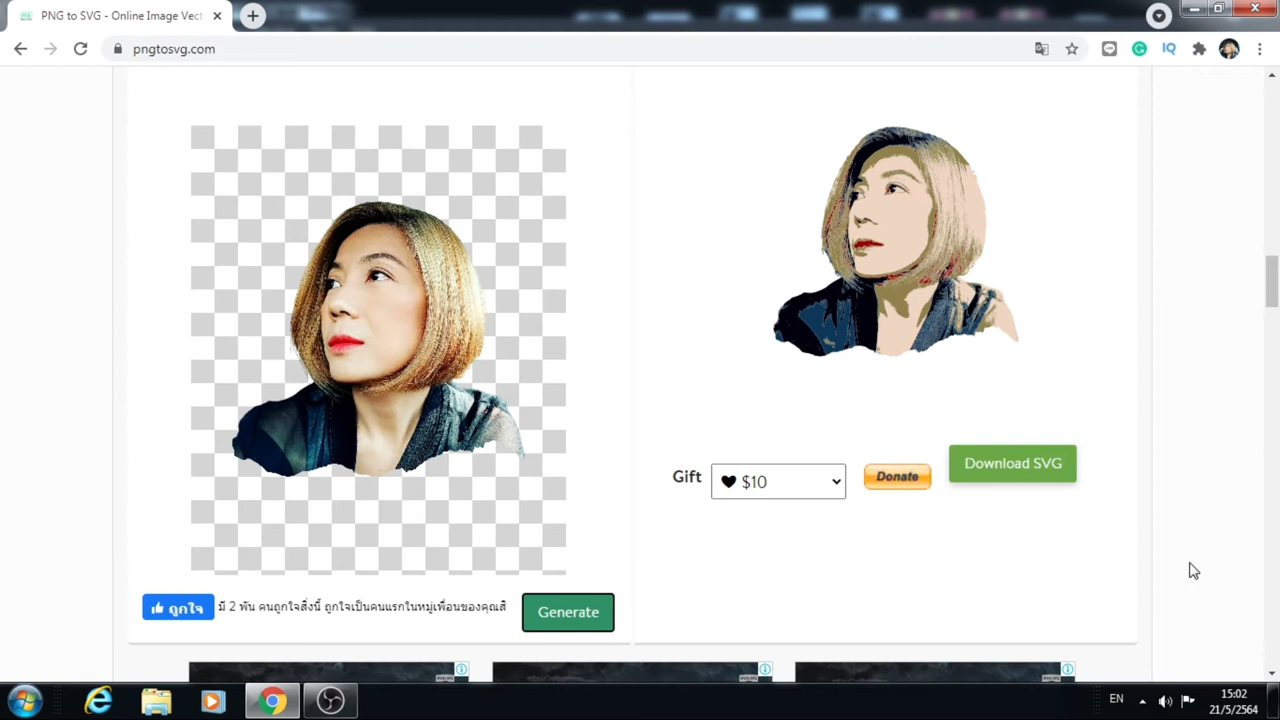 PNG to SVG - Online Image Vect
pngtosvg.com
IQ
Gift
$10
Donate
Download SVG
ถูกใจ
มี 2 พัน คนถูกใจสิ่งนี้ ถูกใจเป็นคนแรกในหมู่เพื่อนของคุณสิ
Generate
EN
15:02
21/5/2564